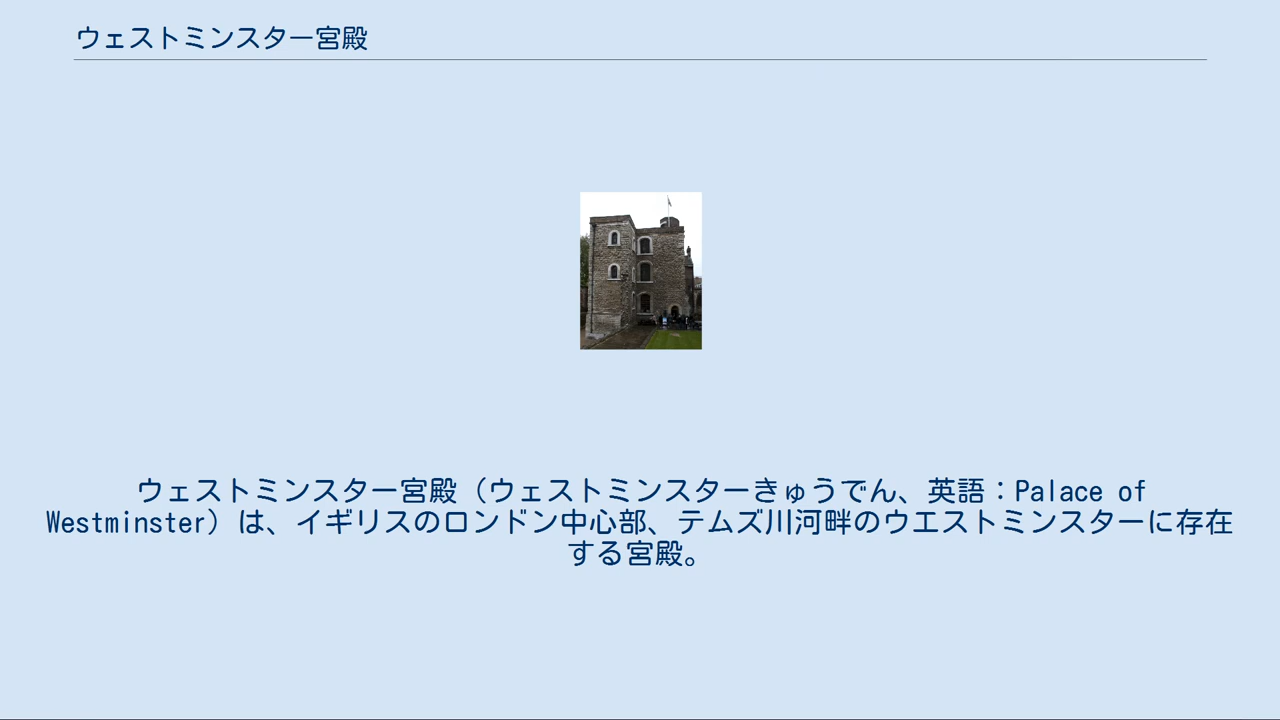 ウェストミンスター宮殿
ウェストミンスター宮殿（ウェストミンスターきゅうでん、英語：Palace of
Westminster）は、イギリスのロンドン中心部、テムズ川河畔のウエストミンスターに存在
する宮殿。